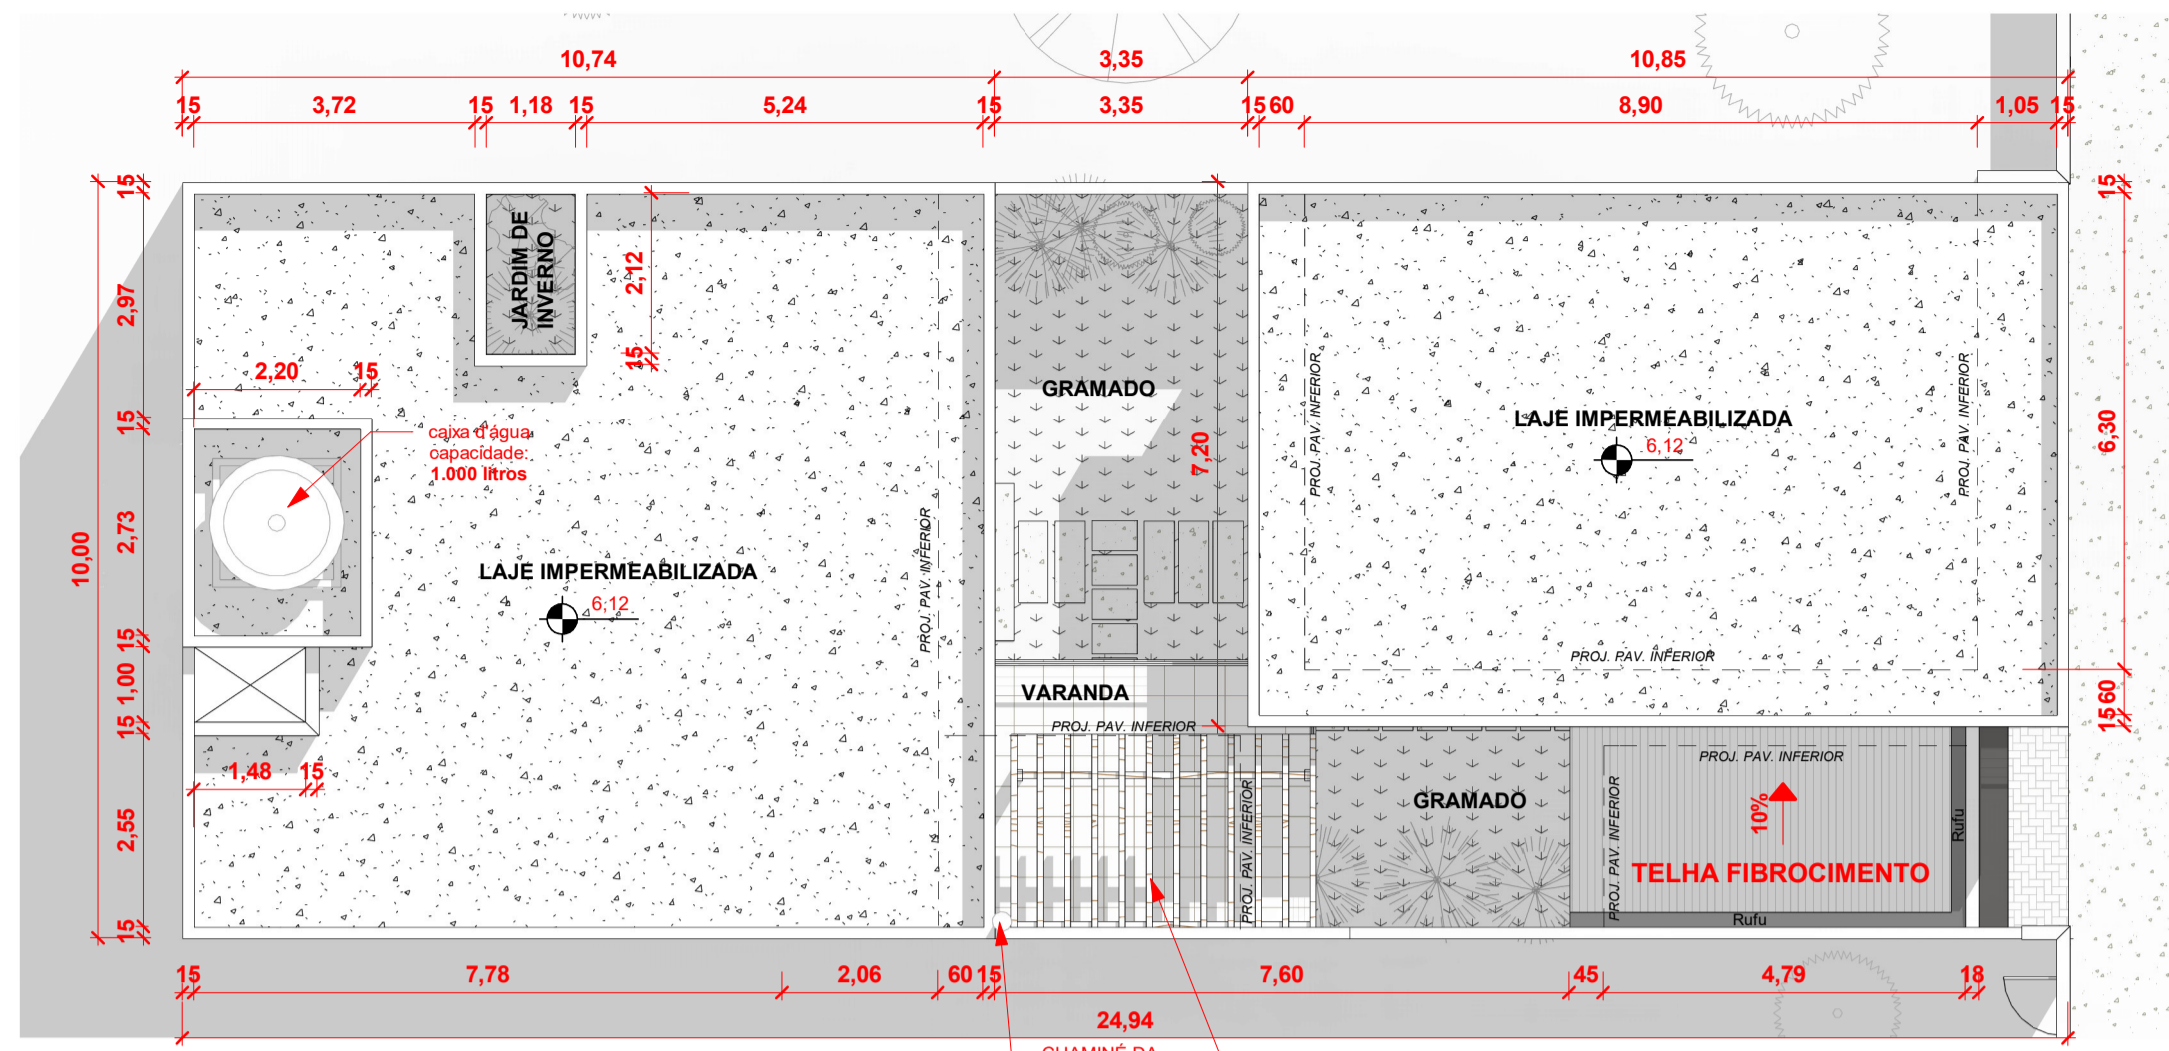 10,74
3,35
10,85
15
3,72
15
1,18
15
5,24
15
3,35
15
60
8,90
1,05
15
15
2,97
15
2,73
15
1,00
15
2,55
15
10,00
JARDIM DE
INVERNO
2,12
15
2,20
15
caixa d'água
capacidade:
1.000 litros
LAJE IMPERMEABILIZADA
6,12
PROJ. PAV. INFERIOR
1,48
15
GRAMADO
7,20
VARANDA
PROJ. PAV. INFERIOR
PROJ. PAV. INFERIOR
PROJ. PAV. INFERIOR
LAJE IMPERMEABILIZADA
6,12
PROJ. PAV. INFERIOR
PROJ. PAV. INFERIOR
15
6,30
60
15
GRAMADO
PROJ. PAV. INFERIOR
PROJ. PAV. INFERIOR
10%
TELHA FIBROCIMENTO
Rufu
Rufu
15
7,78
2,06
60
15
7,60
45
4,79
18
24,94
CHAMINÉ DA